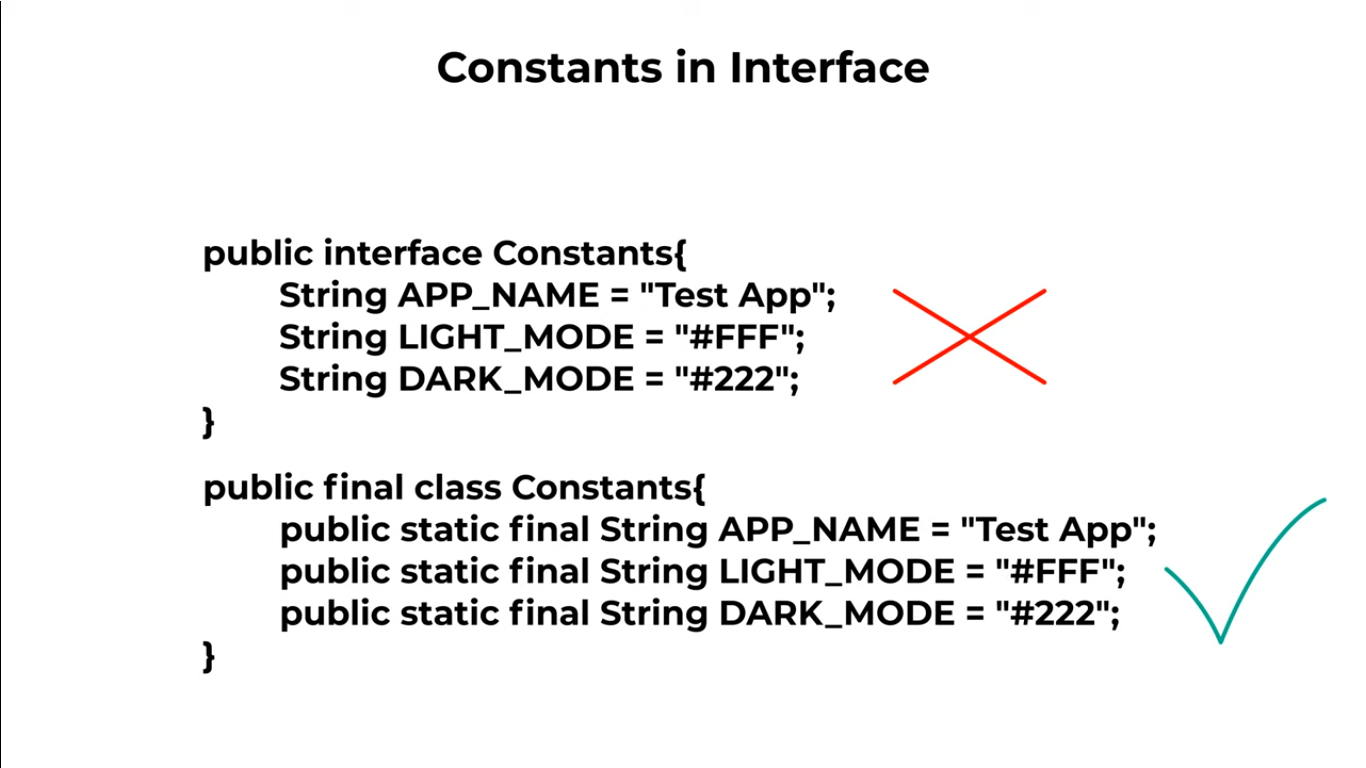 Constants in Interface
public interface Constants{
String APP_NAME = "Test App";
String LIGHT_MODE = "#FFF";
String DARK_MODE = "#222";
}
public final class Constants{
public static final String APP_NAME = "Test App";
public static final String LIGHT_MODE = "#FFF";
public static final String DARK_MODE = "#222";
}